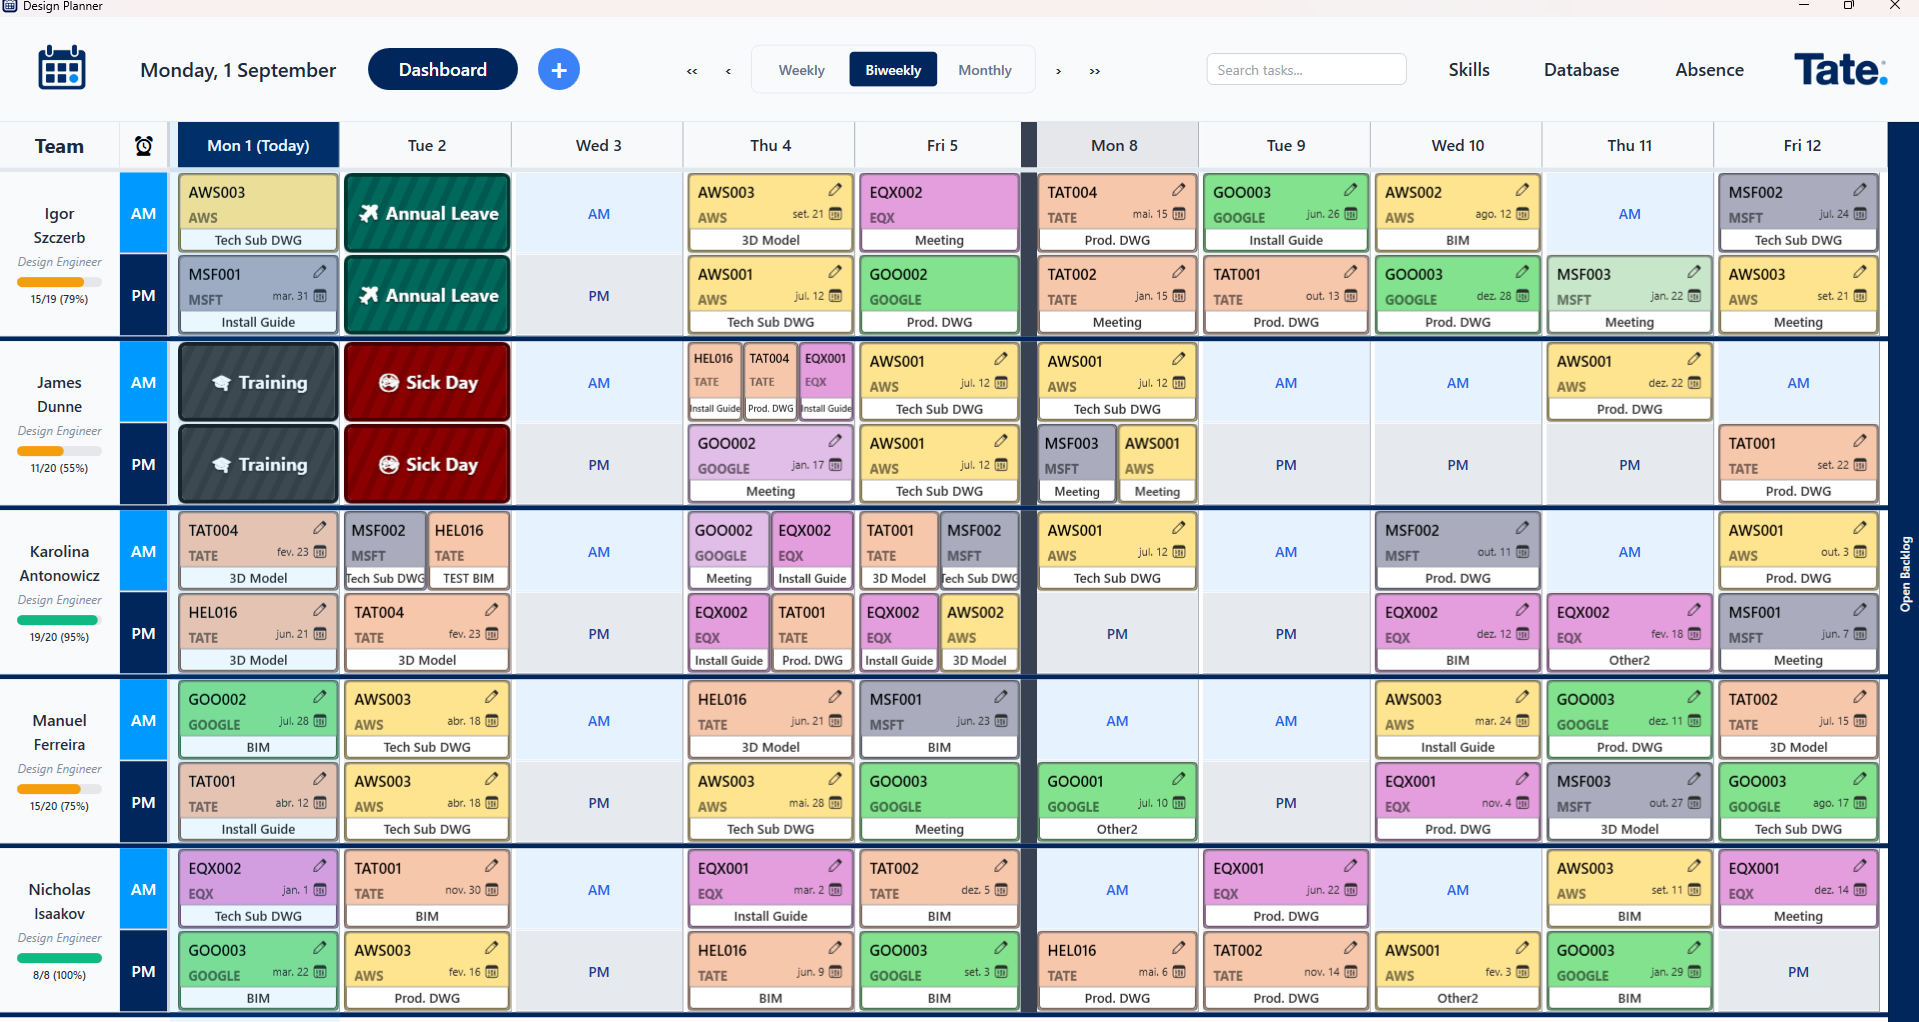 Design Planner
Monday, 1 September
Dashboard
+
‹‹
‹
Weekly
Biweekly
Monthly
›
››
Search tasks...
Skills
Database
Absence
Tate.
Team
Mon 1 (Today)
Tue 2
Wed 3
Thu 4
Fri 5
Mon 8
Tue 9
Wed 10
Thu 11
Fri 12
Igor
Szczerb
Design Engineer
15/19 (79%)
AM
AWS003
AWS
Tech Sub DWG
Annual Leave
AM
AWS003
AWS set. 21
3D Model
EQX002
EQX
Meeting
TAT004
TATE mai. 15
Prod. DWG
GOO003
GOOGLE jun. 26
Install Guide
AWS002
AWS ago. 12
BIM
AM
MSF002
MSFT jul. 24
Tech Sub DWG
PM
MSF001
MSFT mar. 31
Install Guide
Annual Leave
PM
AWS001
AWS jul. 12
Tech Sub DWG
GOO002
GOOGLE
Prod. DWG
TAT002
TATE jan. 15
Meeting
TAT001
TATE out. 13
Prod. DWG
GOO003
GOOGLE dez. 28
Prod. DWG
MSF003
MSFT jan. 22
Meeting
AWS003
AWS set. 21
Meeting
James
Dunne
Design Engineer
11/20 (55%)
AM
Training
Sick Day
AM
HEL016
TATE
Install Guide
TAT004
TATE
Prod. DWG
EQX001
EQX
Install Guide
AWS001
AWS jul. 12
Tech Sub DWG
AWS001
AWS jul. 12
Tech Sub DWG
AM
AM
AWS001
AWS dez. 22
Prod. DWG
AM
PM
Training
Sick Day
PM
GOO002
GOOGLE jan. 17
Meeting
AWS001
AWS jul. 12
Tech Sub DWG
MSF003
MSFT
Meeting
AWS001
AWS
Meeting
PM
PM
PM
TAT001
TATE set. 22
Prod. DWG
Karolina
Antonowicz
Design Engineer
19/20 (95%)
AM
TAT004
TATE fev. 23
3D Model
MSF002
MSFT
Tech Sub DWG
HEL016
TATE
TEST BIM
AM
GOO002
GOOGLE
Meeting
EQX002
EQX
Install Guide
TAT001
TATE
3D Model
MSF002
MSFT
Tech Sub DWG
AWS001
AWS jul. 12
Tech Sub DWG
AM
MSF002
MSFT out. 11
Prod. DWG
AM
AWS001
AWS out. 3
Prod. DWG
PM
HEL016
TATE jun. 21
3D Model
TAT004
TATE fev. 23
3D Model
PM
EQX002
EQX
Install Guide
TAT001
TATE
Prod. DWG
EQX002
EQX
Install Guide
AWS002
AWS
3D Model
PM
PM
EQX002
EQX dez. 12
BIM
EQX002
EQX fev. 18
Other2
MSF001
MSFT jun. 7
Meeting
Manuel
Ferreira
Design Engineer
15/20 (75%)
AM
GOO002
GOOGLE jul. 28
BIM
AWS003
AWS abr. 18
Tech Sub DWG
AM
HEL016
TATE jun. 21
3D Model
MSF001
MSFT jun. 23
BIM
AM
AM
AWS003
AWS mar. 24
Install Guide
GOO003
GOOGLE dez. 11
Prod. DWG
TAT002
TATE jul. 15
3D Model
PM
TAT001
TATE abr. 12
Install Guide
AWS003
AWS abr. 18
Tech Sub DWG
PM
AWS003
AWS mai. 28
Tech Sub DWG
GOO003
GOOGLE
Meeting
GOO001
GOOGLE jul. 10
Other2
PM
EQX001
EQX nov. 4
Prod. DWG
MSF003
MSFT out. 27
3D Model
GOO003
GOOGLE ago. 17
Tech Sub DWG
Nicholas
Isaakov
Design Engineer
8/8 (100%)
AM
EQX002
EQX jan. 1
Tech Sub DWG
TAT001
TATE nov. 30
BIM
AM
EQX001
EQX mar. 2
Install Guide
TAT002
TATE dez. 5
BIM
AM
EQX001
EQX jun. 22
Prod. DWG
AM
AWS003
AWS set. 11
BIM
EQX001
EQX dez. 14
Meeting
PM
GOO003
GOOGLE mar. 22
BIM
AWS003
AWS fev. 16
Prod. DWG
PM
HEL016
TATE jun. 9
BIM
GOO003
GOOGLE set. 3
BIM
HEL016
TATE mai. 6
Prod. DWG
TAT002
TATE nov. 14
Prod. DWG
AWS001
AWS fev. 3
Other2
GOO003
GOOGLE jan. 29
BIM
PM
Open Backlog